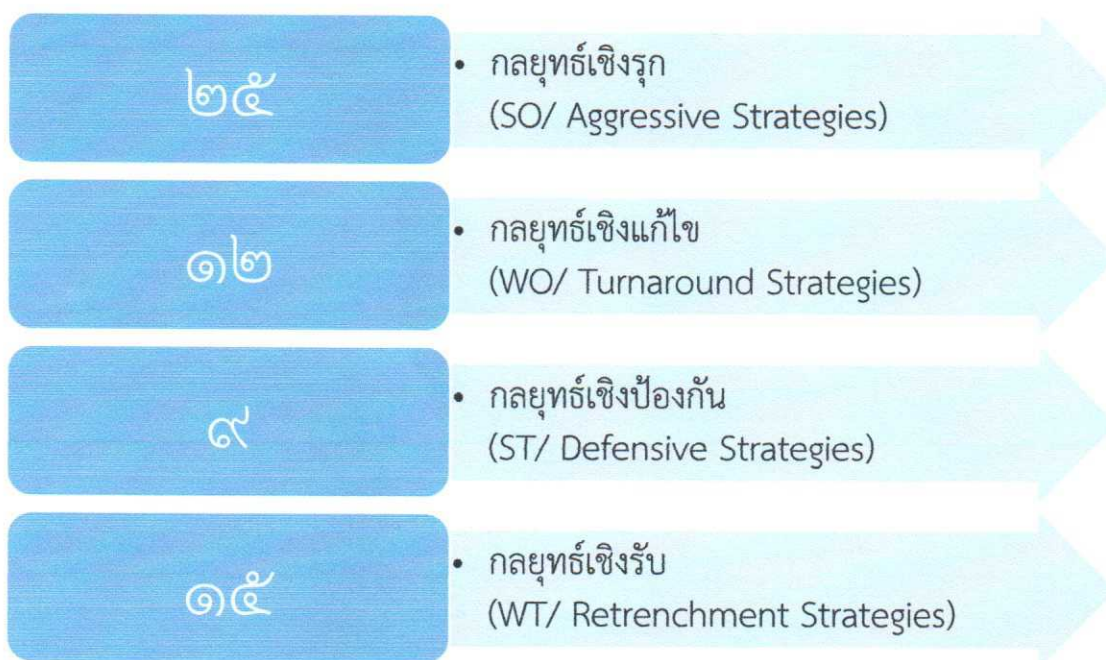 ๒๕
• กลยุทธ์เชิงรุก
(SO/ Aggressive Strategies)
๑๒
• กลยุทธ์เชิงแก้ไข
(WO/ Turnaround Strategies)
๙
• กลยุทธ์เชิงป้องกัน
(ST/ Defensive Strategies)
๑๕
• กลยุทธ์เชิงรับ
(WT/ Retrenchment Strategies)